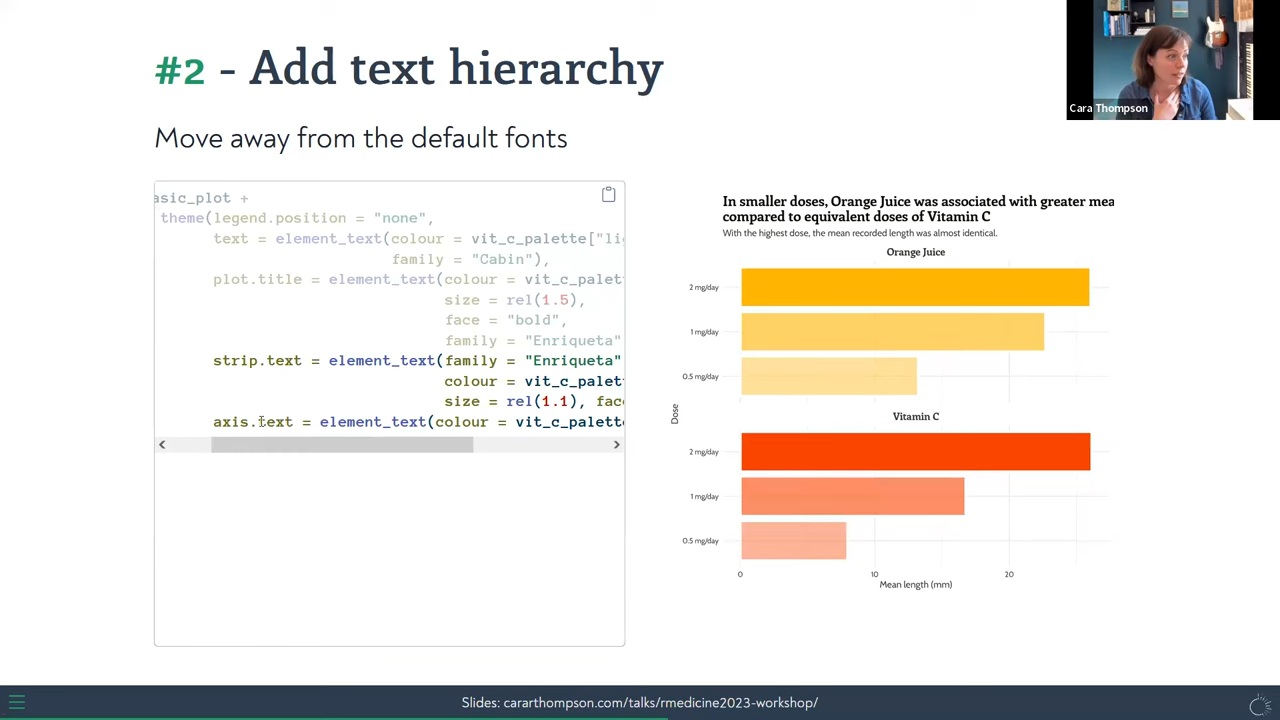 #2 - Add text hierarchy
Cara Thompson
Move away from the default fonts
asic_plot +
theme(legend.position = "none",
text = element_text(colour = vit_c_palette["li
family = "Cabin"),
plot.title = element_text(colour = vit_c_palett
size = rel(1.5),
face = "bold",
family = "Enriqueta"
strip.text = element_text(family = "Enriqueta"
colour = vit_c_palet
size = rel(1.1), fac
axis.text = element_text(colour = vit_c_palette
In smaller doses, Orange Juice was associated with greater mea
compared to equivalent doses of Vitamin C
With the highest dose, the mean recorded length was almost identical.
Orange Juice
2 mg/day
1 mg/day
0.5 mg/day
Dose
Vitamin C
2 mg/day
1 mg/day
0.5 mg/day
0 10 20
Mean length (mm)
Slides: cararthompson.com/talks/rmedicine2023-workshop/